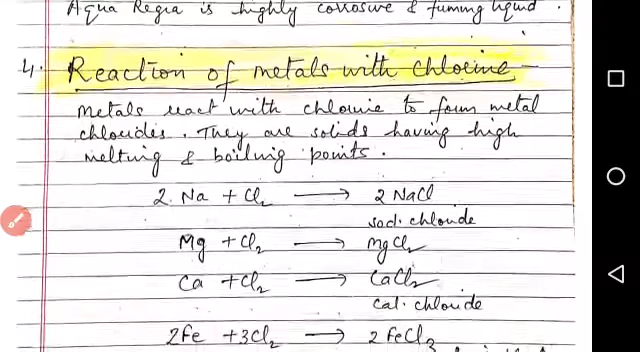 Aqua Regia is highly corrosive & fuming liquid.
4. Reaction of metals with chlorine -
Metals react with chlorine to form metal
chlorides. They are solids having high
melting & boiling points.
2 Na + Cl₂ ⟶ 2 NaCl
sod. chloride
Mg + Cl₂ ⟶ MgCl₂
Ca + Cl₂ ⟶ CaCl₂
Cal. chloride
2Fe + 3Cl₂ ⟶ 2 FeCl₃